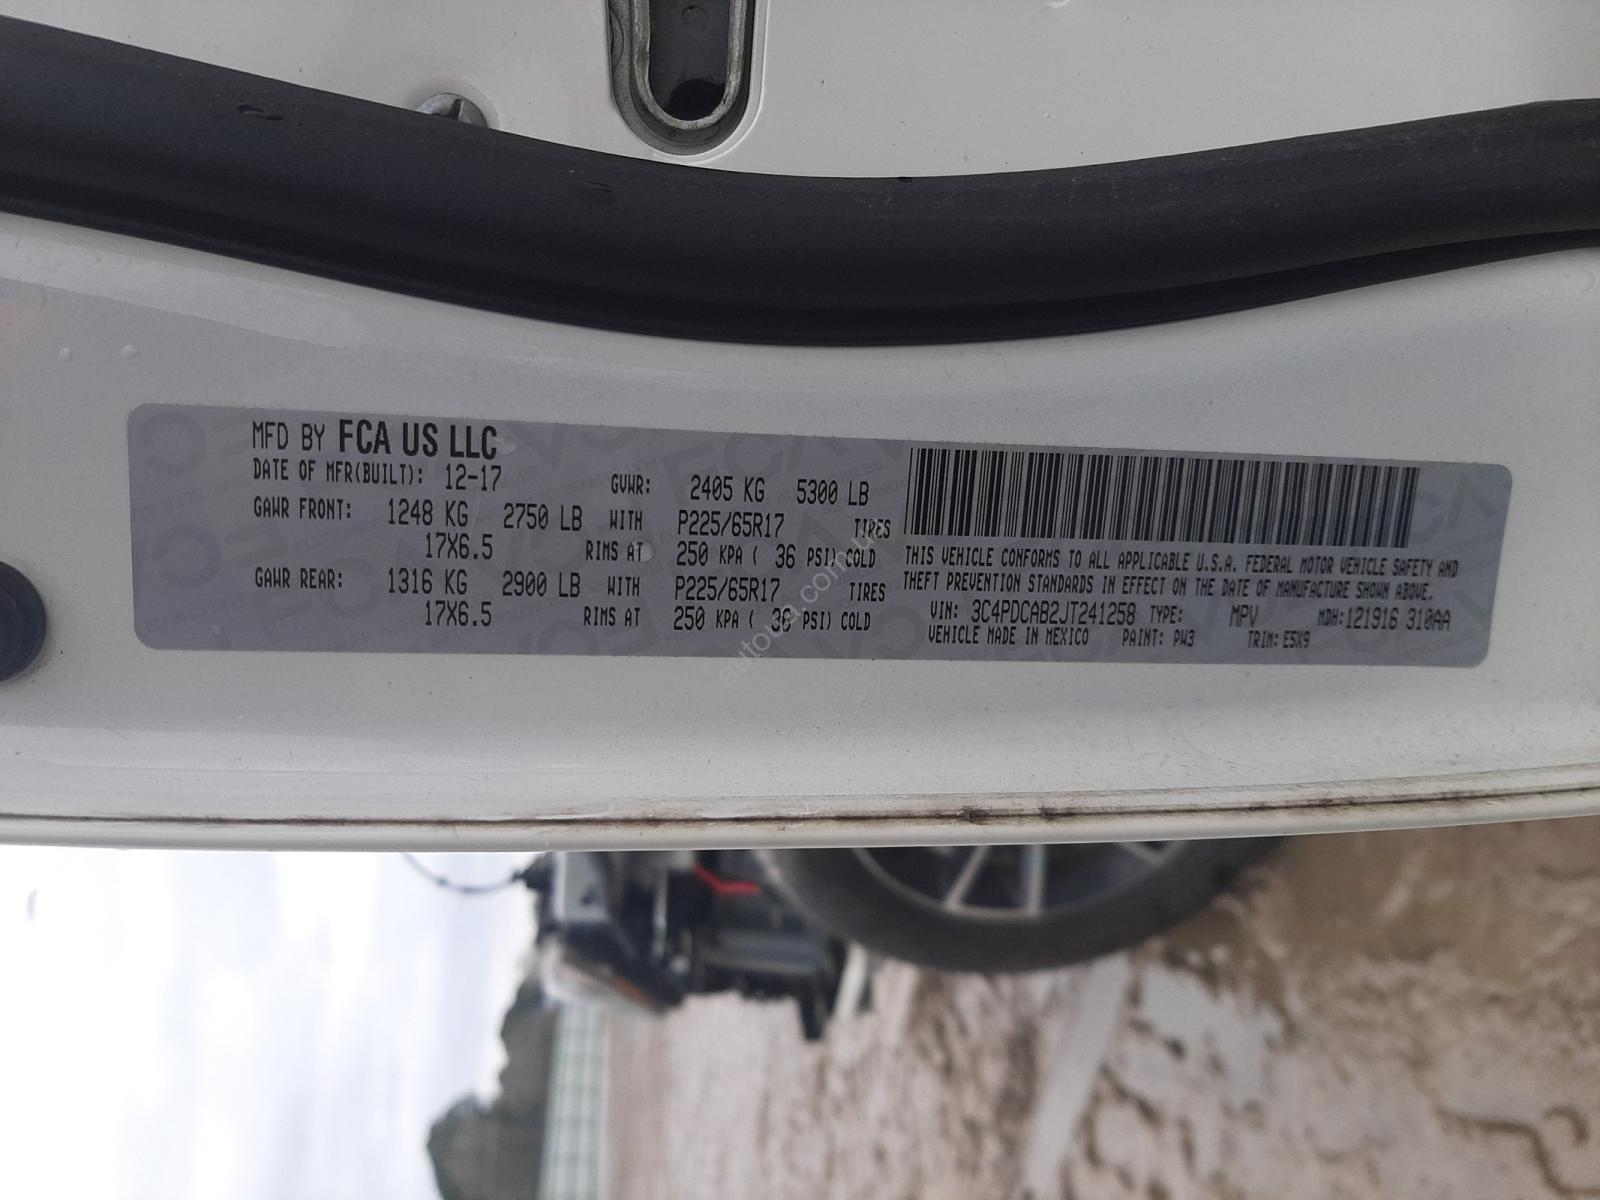 MFD BY FCA US LLC
DATE OF MFR(BUILT): 12-17 GVWR: 2405 KG 5300 LB
GAWR FRONT: 1248 KG 2750 LB WITH P225/65R17 TIRES
17X6.5 RIMS AT 250 KPA ( 36 PSI) COLD
GAWR REAR: 1316 KG 2900 LB WITH P225/65R17 TIRES
17X6.5 RIMS AT 250 KPA ( 36 PSI) COLD
THIS VEHICLE CONFORMS TO ALL APPLICABLE U.S.A. FEDERAL MOTOR VEHICLE SAFETY AND
THEFT PREVENTION STANDARDS IN EFFECT ON THE DATE OF MANUFACTURE SHOWN ABOVE.
VIN: 3C4PDCAB2JT241258 TYPE: MPV MDH:121916 310AA
VEHICLE MADE IN MEXICO PAINT: PW3 TRIM: E5X9